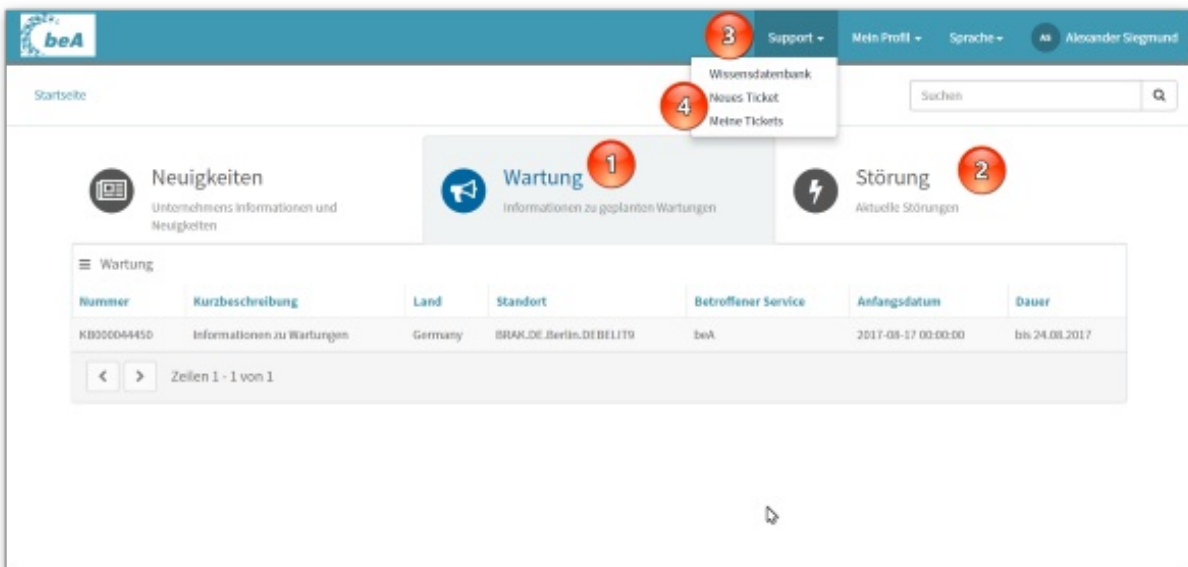 beA
3
Support
Mein Profil
Sprache
AS
Alexander Siegmund
Wissensdatenbank
4
Neues Ticket
Meine Tickets
Startseite
Suchen
Neuigkeiten
Unternehmens Informationen und
Neuigkeiten
Wartung
1
Informationen zu geplanten Wartungen
Störung
2
Aktuelle Störungen
Wartung
Nummer Kurzbeschreibung Land Standort Betroffener Service Anfangsdatum Dauer
KB000044450 Informationen zu Wartungen Germany BRAK.DE.Berlin.DEBELIT9 beA 2017-08-17 00:00:00 bis 24.08.2017
Zeilen 1 - 1 von 1